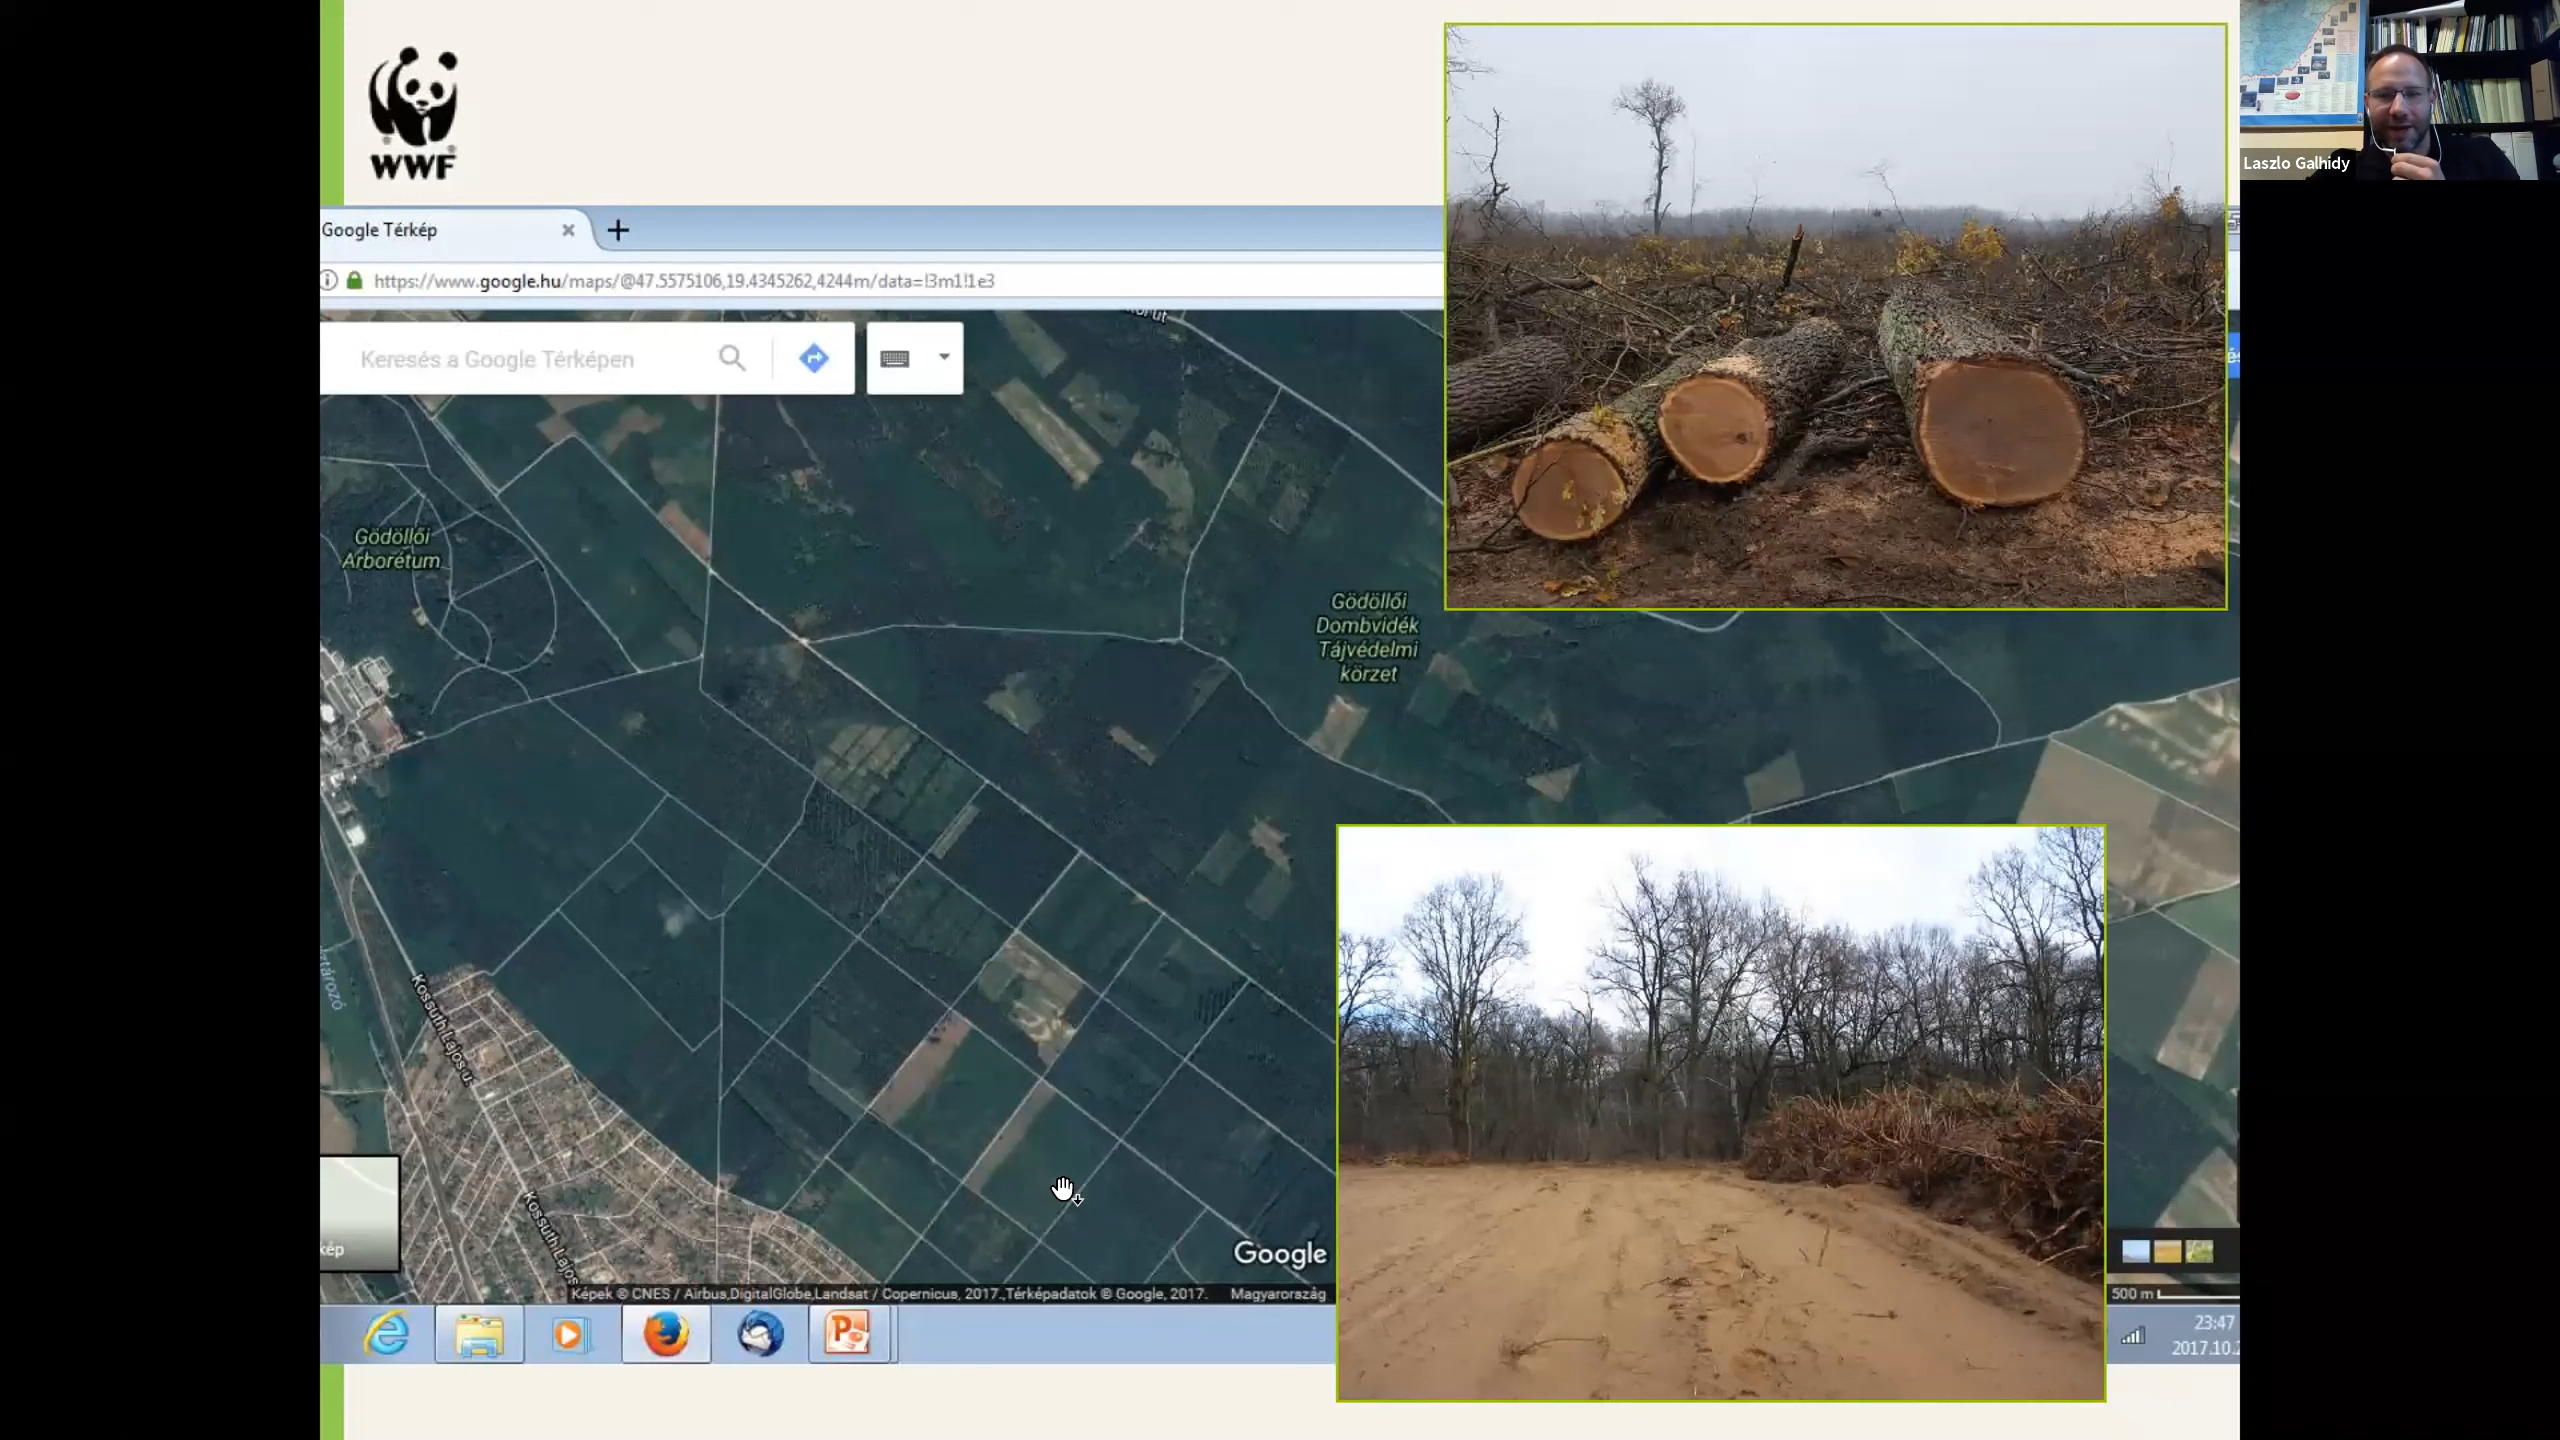 WWF
Laszlo Galhidy
Google Térkép
https://www.google.hu/maps/@47.5575106,19.4345262,4244m/data=!3m1!1e3
Keresés a Google Térképen
Gödöllői
Arborétum
Gödöllői
Dombvidék
Tájvédelmi
körzet
Kossuth Lajos u.
Kossuth Lajos
Google
Képek © CNES / Airbus,DigitalGlobe,Landsat / Copernicus, 2017.,Térképadatok © Google, 2017. Magyarország
500 m
23:47
2017.10.